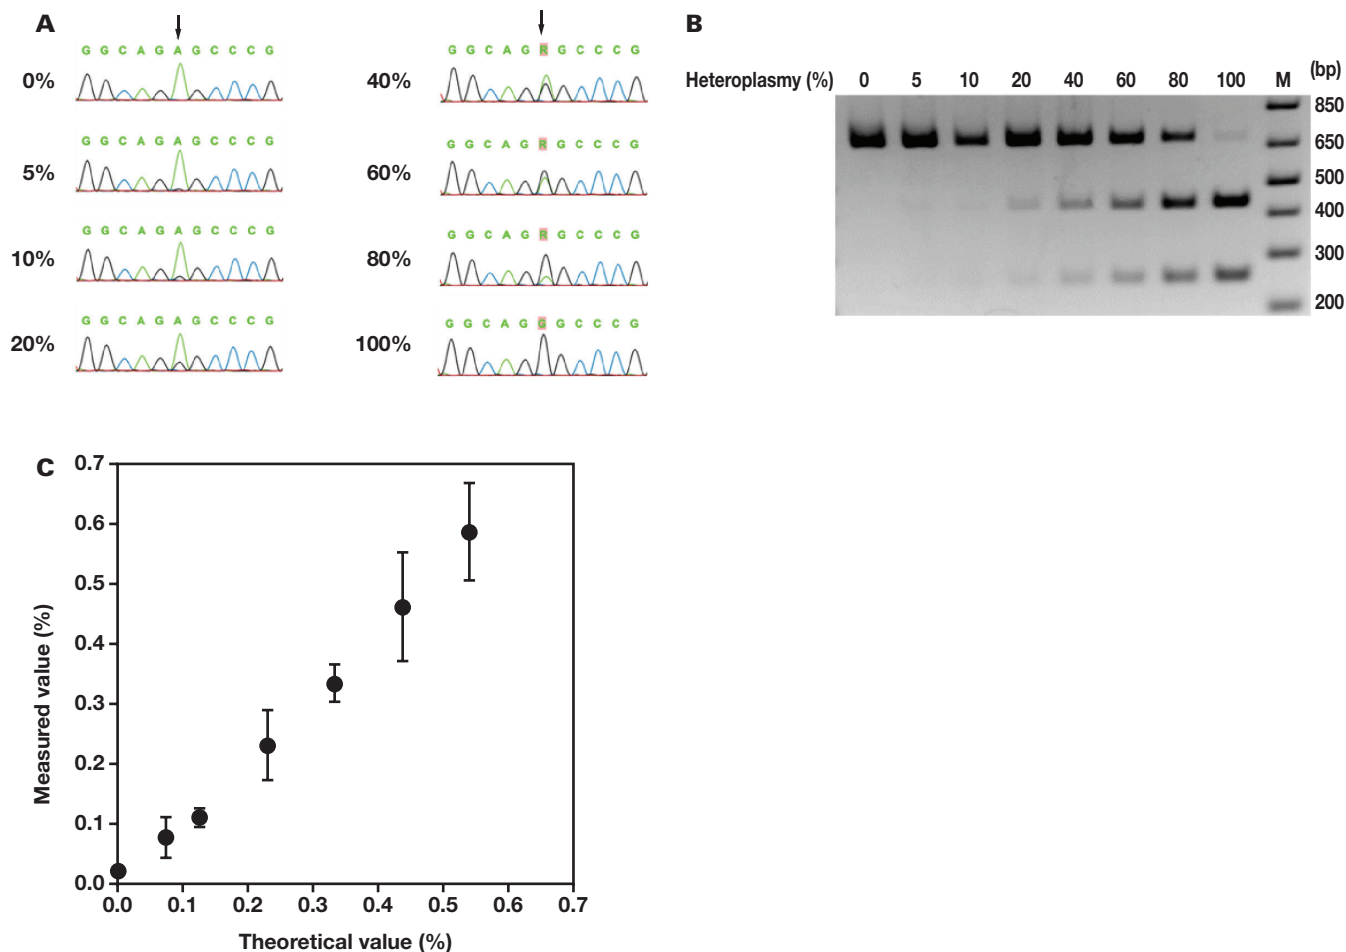 A
G G C A G A G C C C G
0%
G G C A G A G C C C G
5%
G G C A G A G C C C G
10%
G G C A G A G C C C G
20%
G G C A G R G C C C G
40%
G G C A G R G C C C G
60%
G G C A G R G C C C G
80%
G G C A G G G C C C G
100%
B
Heteroplasmy (%) 0 5 10 20 40 60 80 100 M (bp)
850
650
500
400
300
200
C
0.7
0.6
0.5
0.4
0.3
0.2
0.1
0.0
Measured value (%)
0.0 0.1 0.2 0.3 0.4 0.5 0.6 0.7
Theoretical value (%)